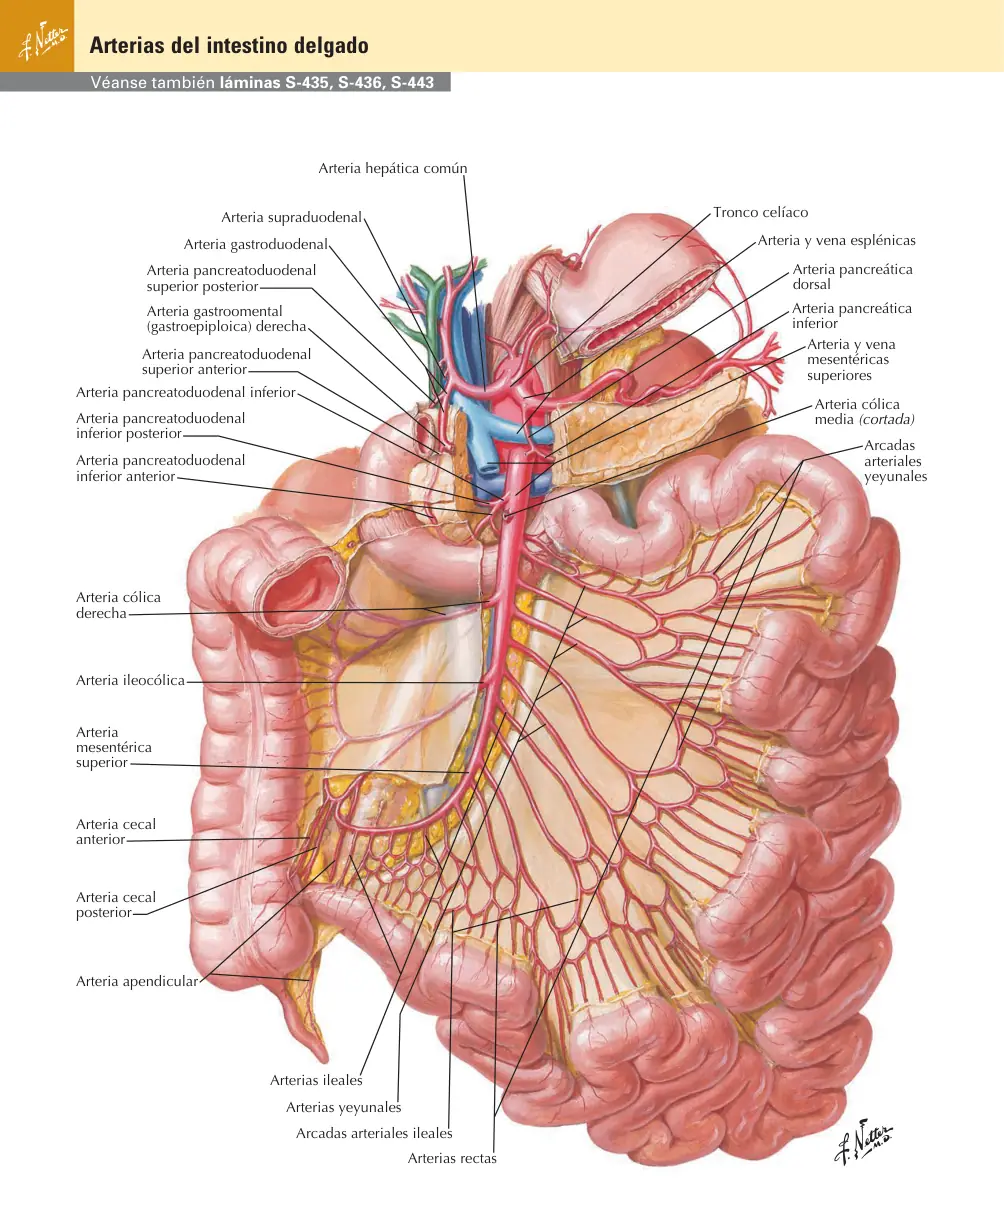 F. Netter M.D.
Arterias del intestino delgado
Véanse también láminas S-435, S-436, S-443
Arteria hepática común
Arteria supraduodenal
Arteria gastroduodenal
Arteria pancreatoduodenal
superior posterior
Arteria gastroomental
(gastroepiploica) derecha
Arteria pancreatoduodenal
superior anterior
Arteria pancreatoduodenal inferior
Arteria pancreatoduodenal
inferior posterior
Arteria pancreatoduodenal
inferior anterior
Arteria cólica
derecha
Arteria ileocólica
Arteria
mesentérica
superior
Arteria cecal
anterior
Arteria cecal
posterior
Arteria apendicular
Tronco celíaco
Arteria y vena esplénicas
Arteria pancreática
dorsal
Arteria pancreática
inferior
Arteria y vena
mesentéricas
superiores
Arteria cólica
media (cortada)
Arcadas
arteriales
yeyunales
Arterias ileales
Arterias yeyunales
Arcadas arteriales ileales
Arterias rectas
F. Netter M.D.